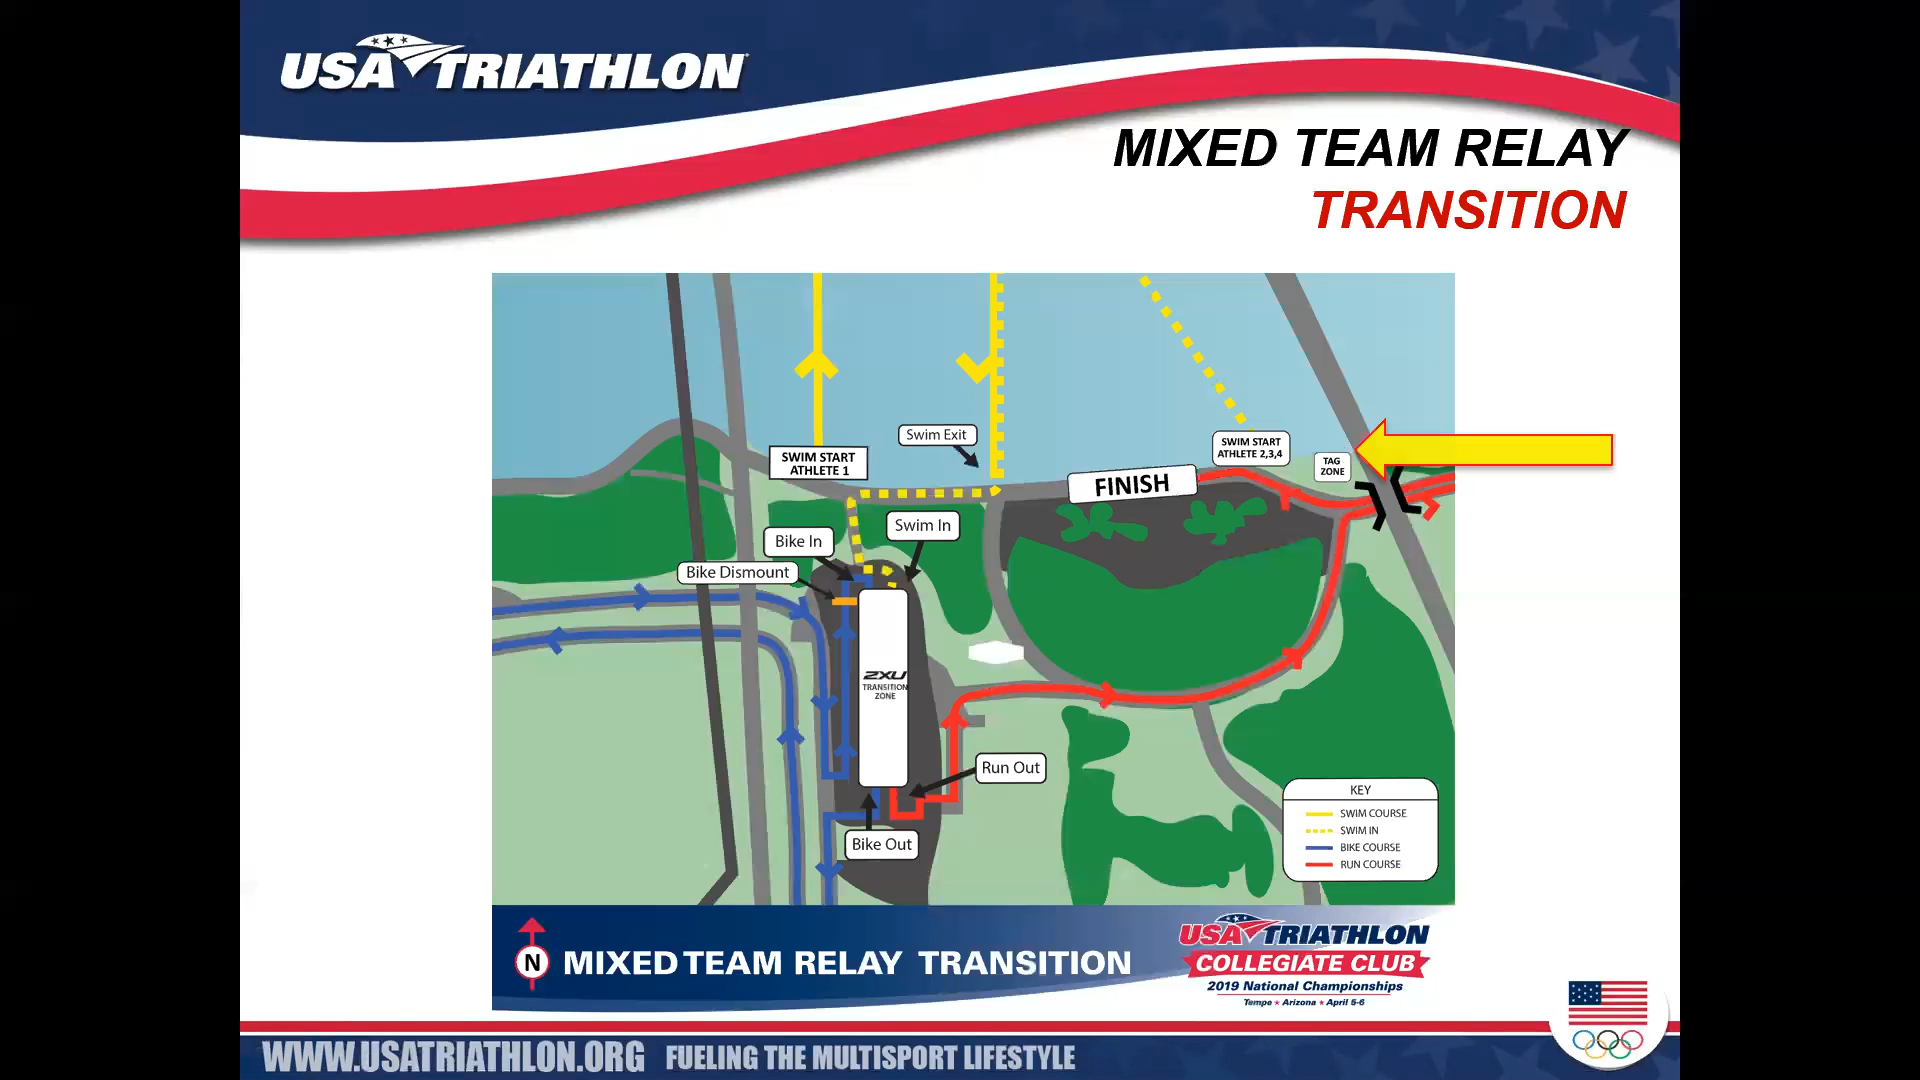 USA TRIATHLON
MIXED TEAM RELAY
TRANSITION
Swim Exit
SWIM START
ATHLETE 1
SWIM START
ATHLETE 2,3,4
TAG
ZONE
FINISH
Swim In
Bike In
Bike Dismount
2XU
TRANSITION
ZONE
Run Out
Bike Out
KEY
SWIM COURSE
SWIM IN
BIKE COURSE
RUN COURSE
N
MIXED TEAM RELAY TRANSITION
USA TRIATHLON
COLLEGIATE CLUB
2019 National Championships
Tempe ★ Arizona ★ April 5-6
WWW.USATRIATHLON.ORG FUELING THE MULTISPORT LIFESTYLE